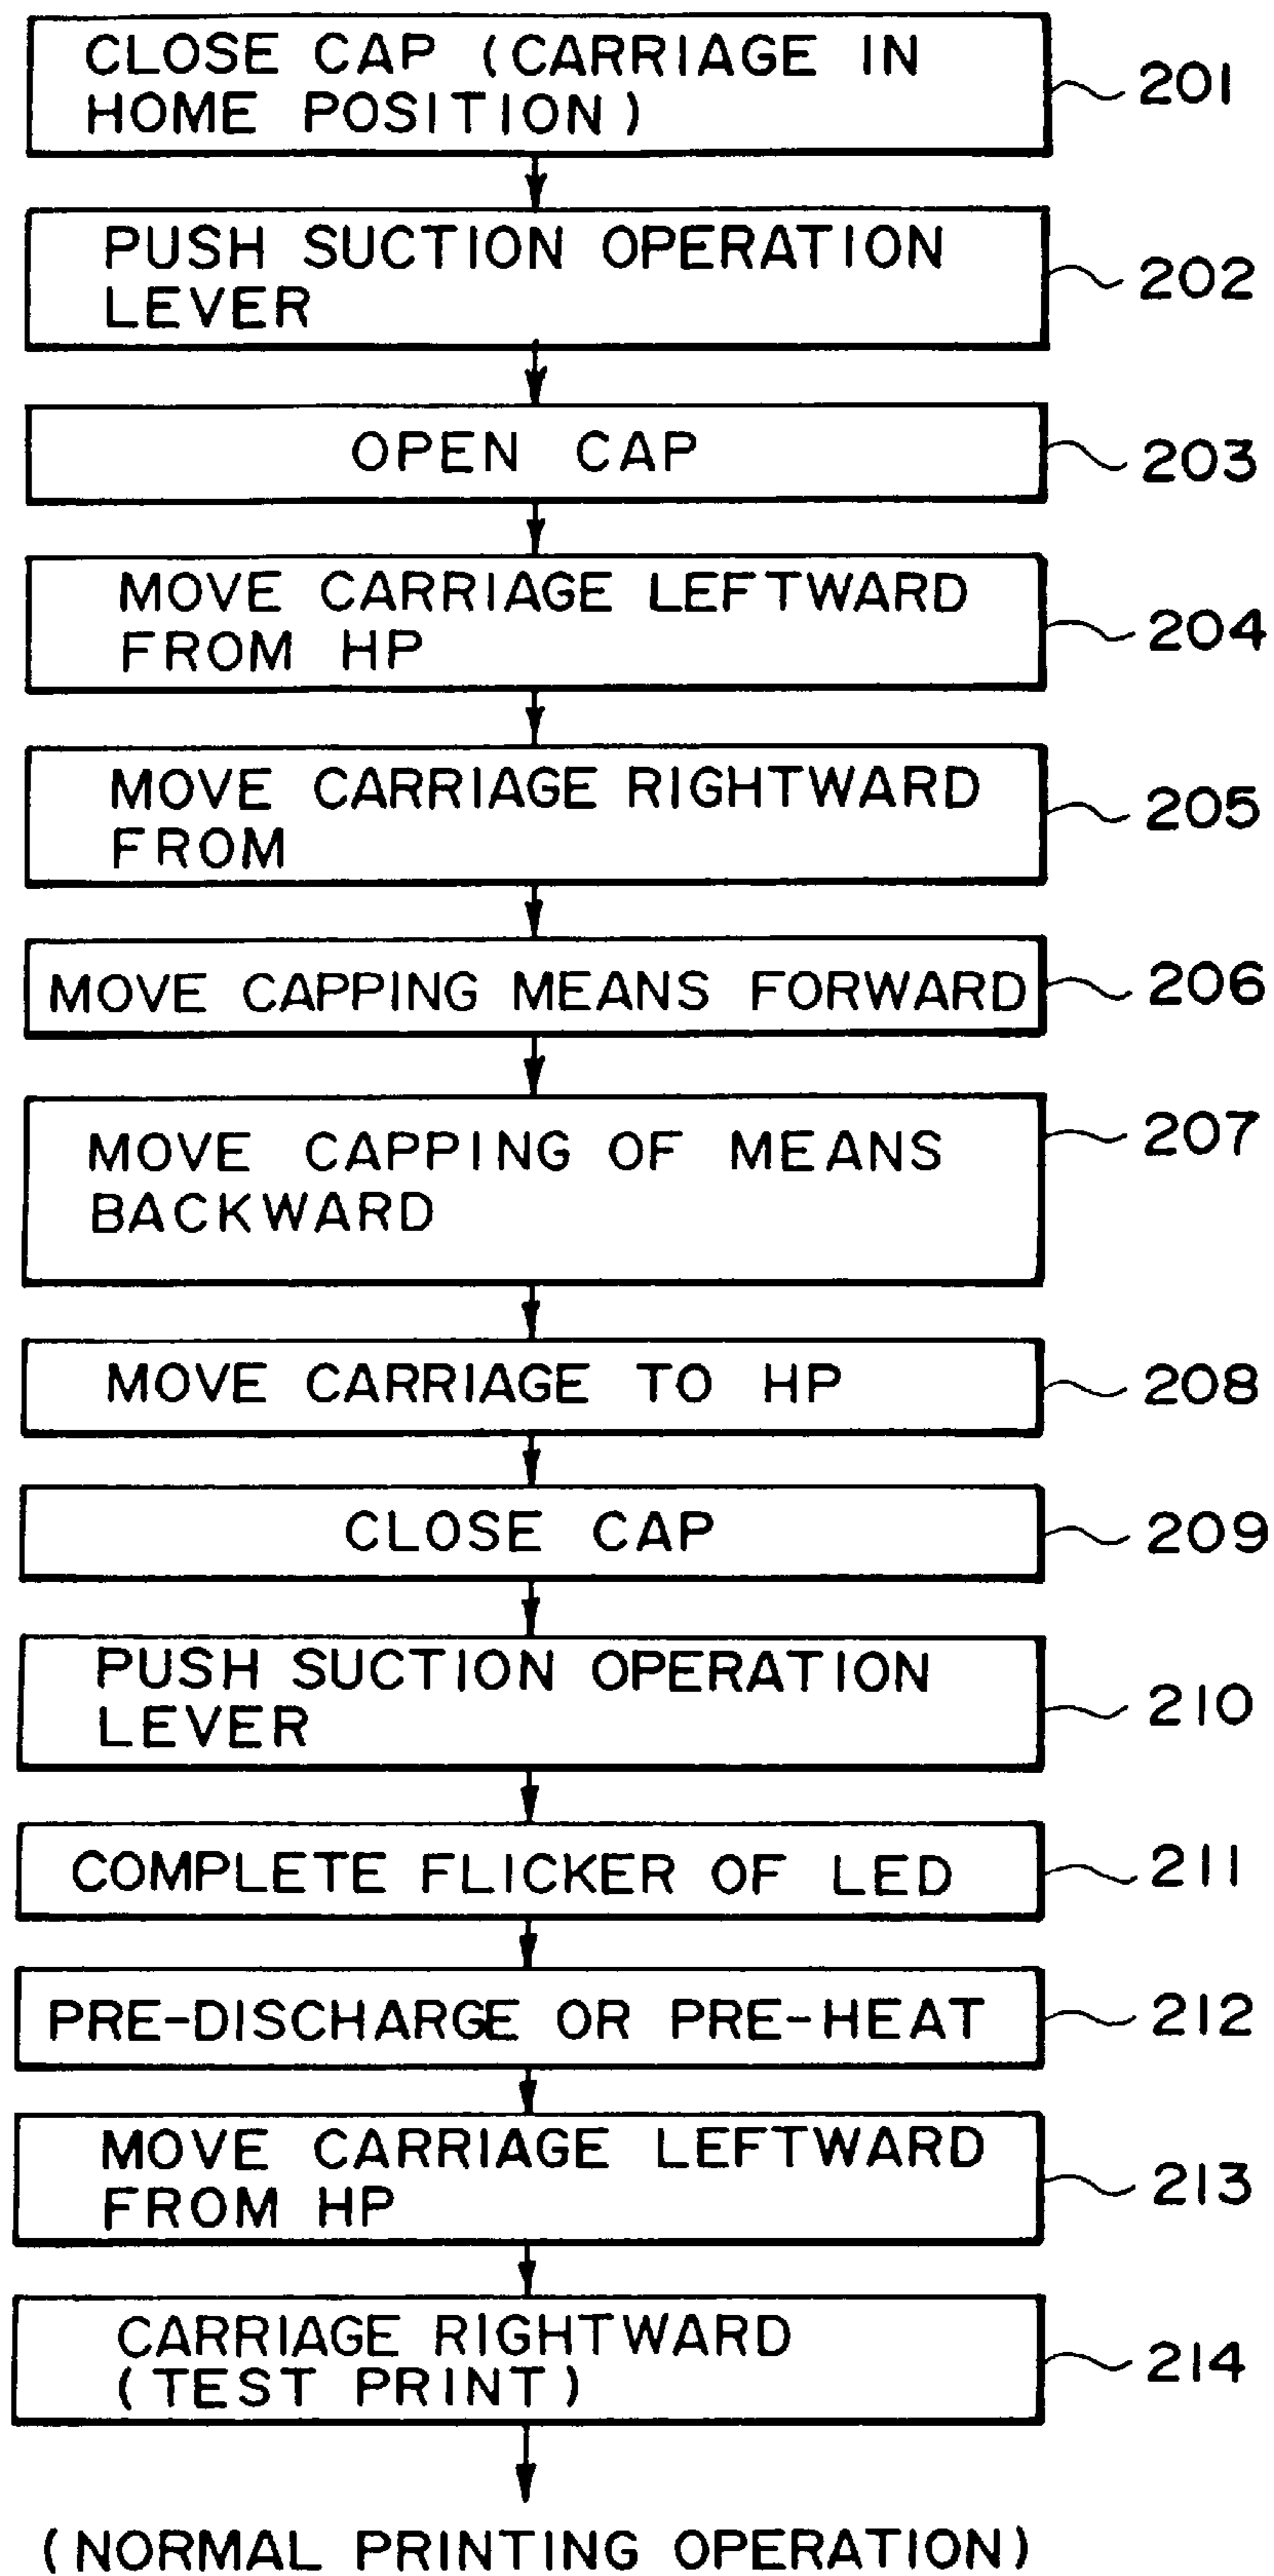 CLOSE CAP (CARRIAGE IN
HOME POSITION)
201
PUSH SUCTION OPERATION
LEVER
202
OPEN CAP
203
MOVE CARRIAGE LEFTWARD
FROM HP
204
MOVE CARRIAGE RIGHTWARD
FROM
205
MOVE CAPPING MEANS FORWARD
206
MOVE CAPPING OF MEANS
BACKWARD
207
MOVE CARRIAGE TO HP
208
CLOSE CAP
209
PUSH SUCTION OPERATION
LEVER
210
COMPLETE FLICKER OF LED
211
PRE-DISCHARGE OR PRE-HEAT
212
MOVE CARRIAGE LEFTWARD
FROM HP
213
CARRIAGE RIGHTWARD
(TEST PRINT)
214
(NORMAL PRINTING OPERATION)